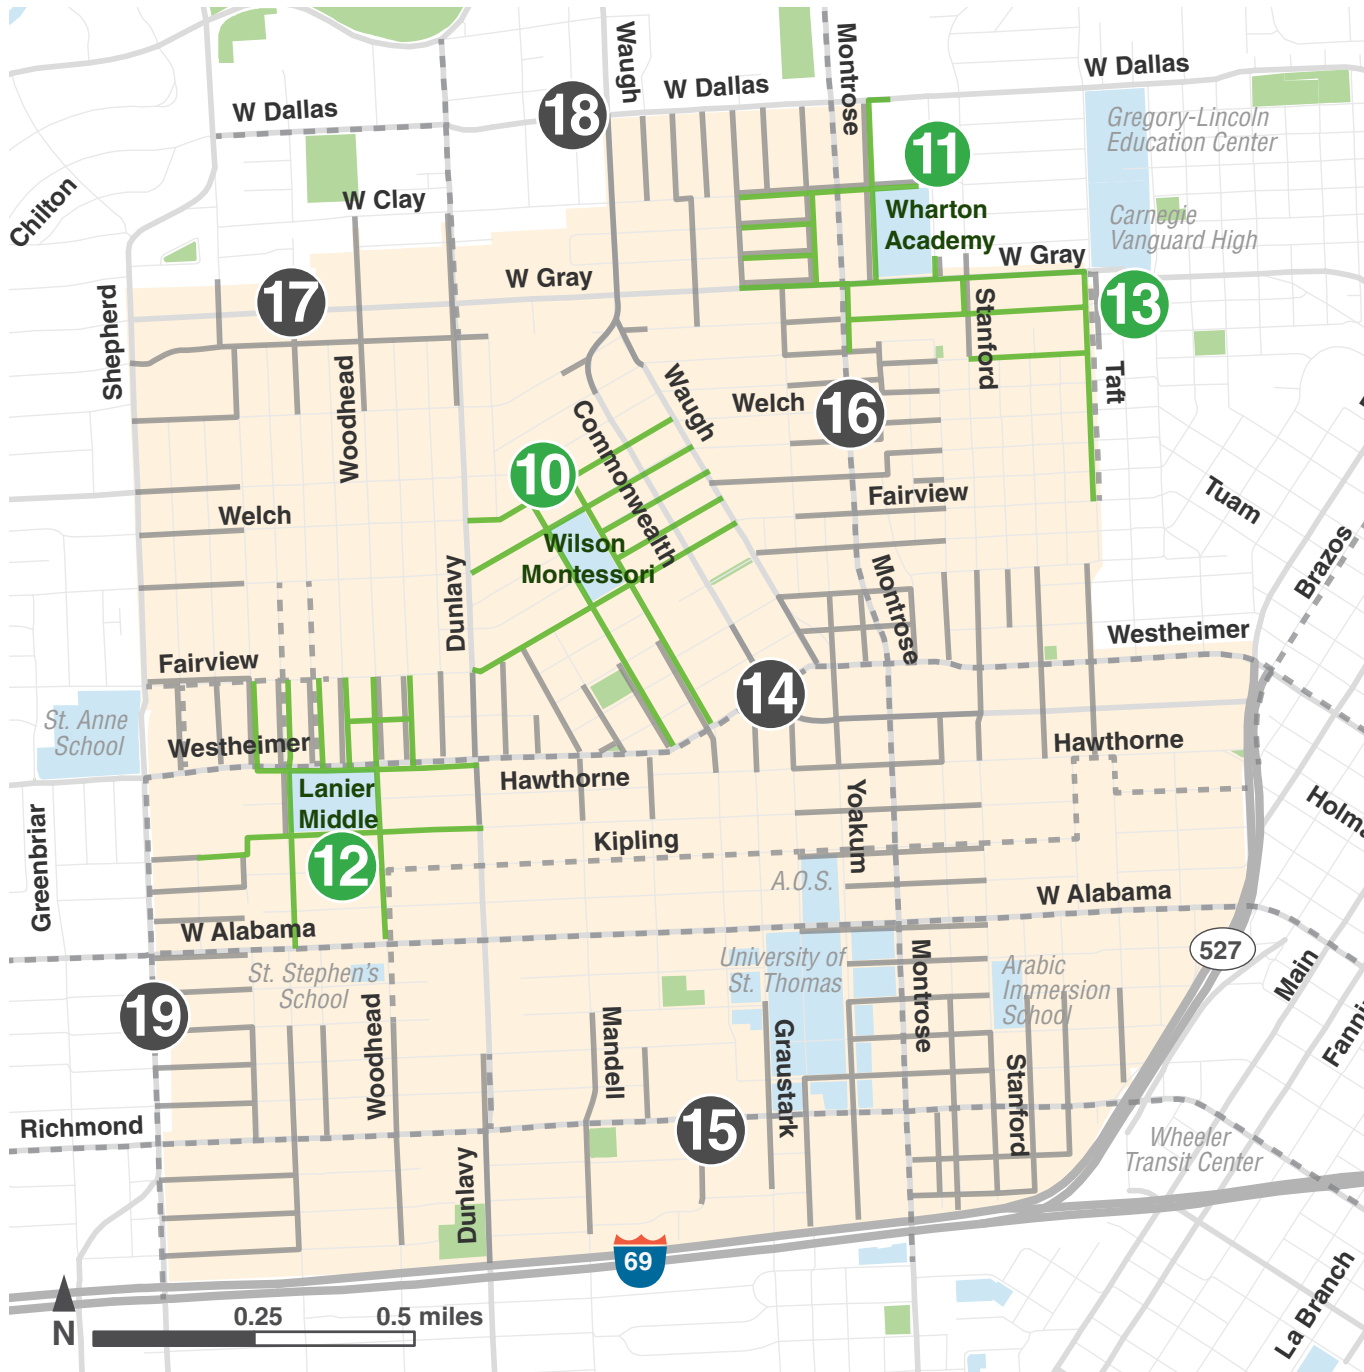 Waugh
Montrose
W Dallas
W Dallas
W Dallas
18
Gregory-Lincoln
Education Center
11
Chilton
W Clay
Wharton
Academy
Carnegie
Vanguard High
W Gray
W Gray
17
13
Shepherd
Stanford
Woodhead
Taft
Waugh
Welch
16
Commonwealth
10
Fairview
Tuam
Welch
Brazos
Wilson
Montessori
Dunlavy
Montrose
Westheimer
Fairview
14
St. Anne
School
Westheimer
Hawthorne
Hawthorne
Lanier
Middle
Yoakum
Greenbriar
Kipling
12
A.O.S.
W Alabama
W Alabama
527
University of
St. Thomas
Montrose
Main
St. Stephen's
School
Arabic
Immersion
School
19
Woodhead
Mandell
Graustark
Stanford
Richmond
15
Wheeler
Transit Center
Dunlavy
69
La Branch
N
0.25
0.5 miles